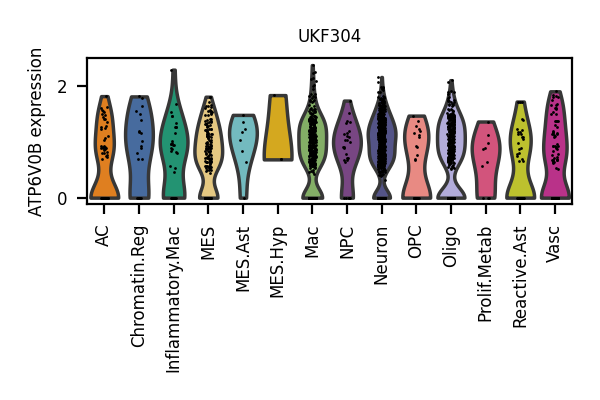 UKF304
ATP6V0B expression
2
0
AC
Chromatin.Reg
Inflammatory.Mac
MES
MES.Ast
MES.Hyp
Mac
NPC
Neuron
OPC
Oligo
Prolif.Metab
Reactive.Ast
Vasc